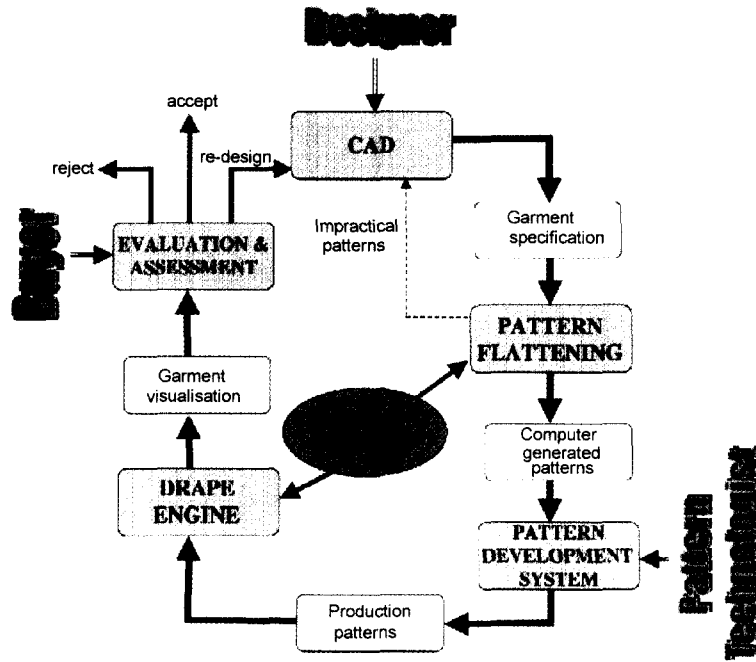 Designer
accept
CAD
reject
re-design
Impractical
patterns
Garment
specification
Buyer
EVALUATION &
ASSESSMENT
PATTERN
FLATTENING
Garment
visualisation
Computer
generated
patterns
DRAPE
ENGINE
PATTERN
DEVELOPMENT
SYSTEM
Pattern
Technologist
Production
patterns